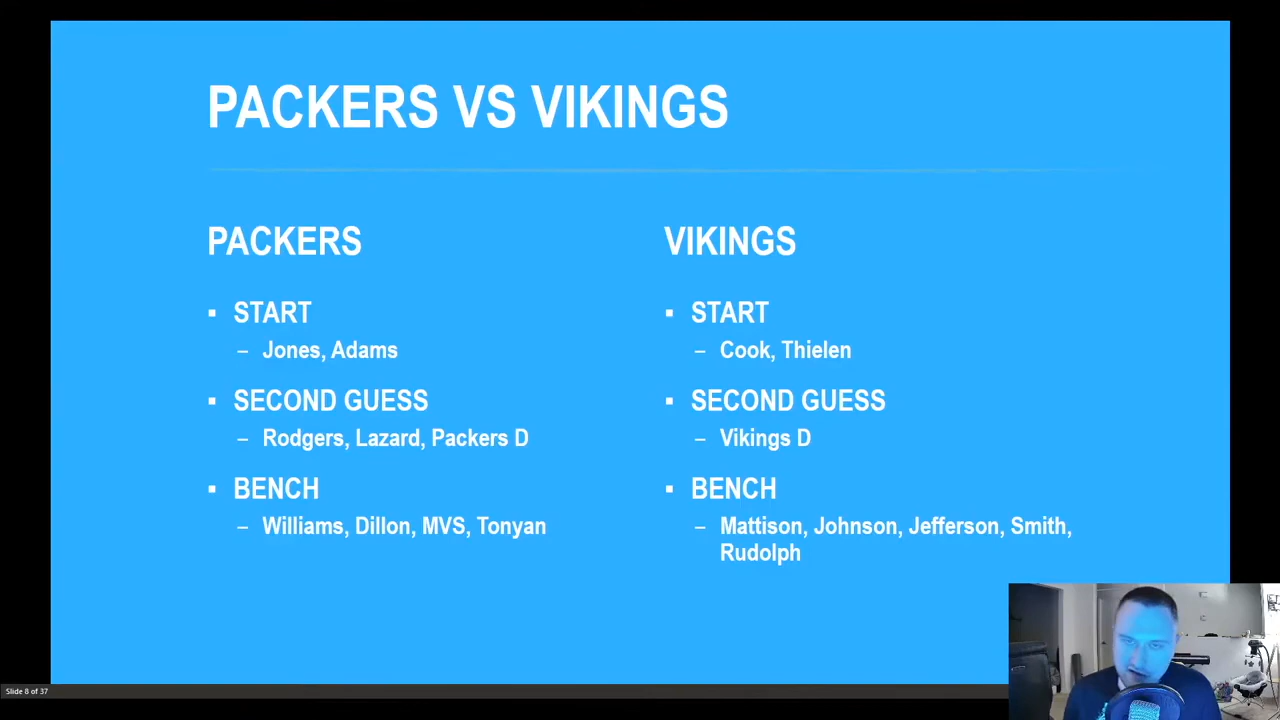 PACKERS VS VIKINGS
PACKERS
▪ START
– Jones, Adams
▪ SECOND GUESS
– Rodgers, Lazard, Packers D
▪ BENCH
– Williams, Dillon, MVS, Tonyan
VIKINGS
▪ START
– Cook, Thielen
▪ SECOND GUESS
– Vikings D
▪ BENCH
– Mattison, Johnson, Jefferson, Smith,
Rudolph
Slide 8 of 37